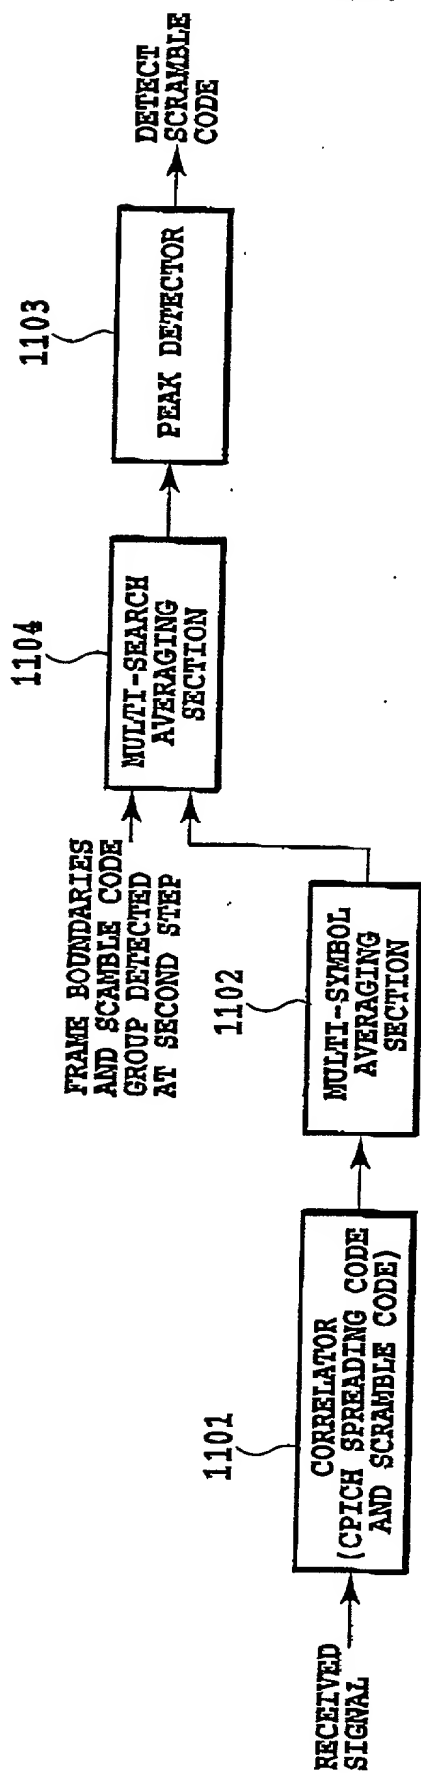 RECEIVED
SIGNAL
1101
CORRELATOR
(CPICH SPREADING CODE
AND SCRAMBLE CODE)
1102
MULTI-SYMBOL
AVERAGING
SECTION
FRAME BOUNDARIES
AND SCAMBLE CODE
GROUP DETECTED
AT SECOND STEP
1104
MULTI-SEARCH
AVERAGING
SECTION
1103
PEAK DETECTOR
DETECT
SCRAMBLE
CODE